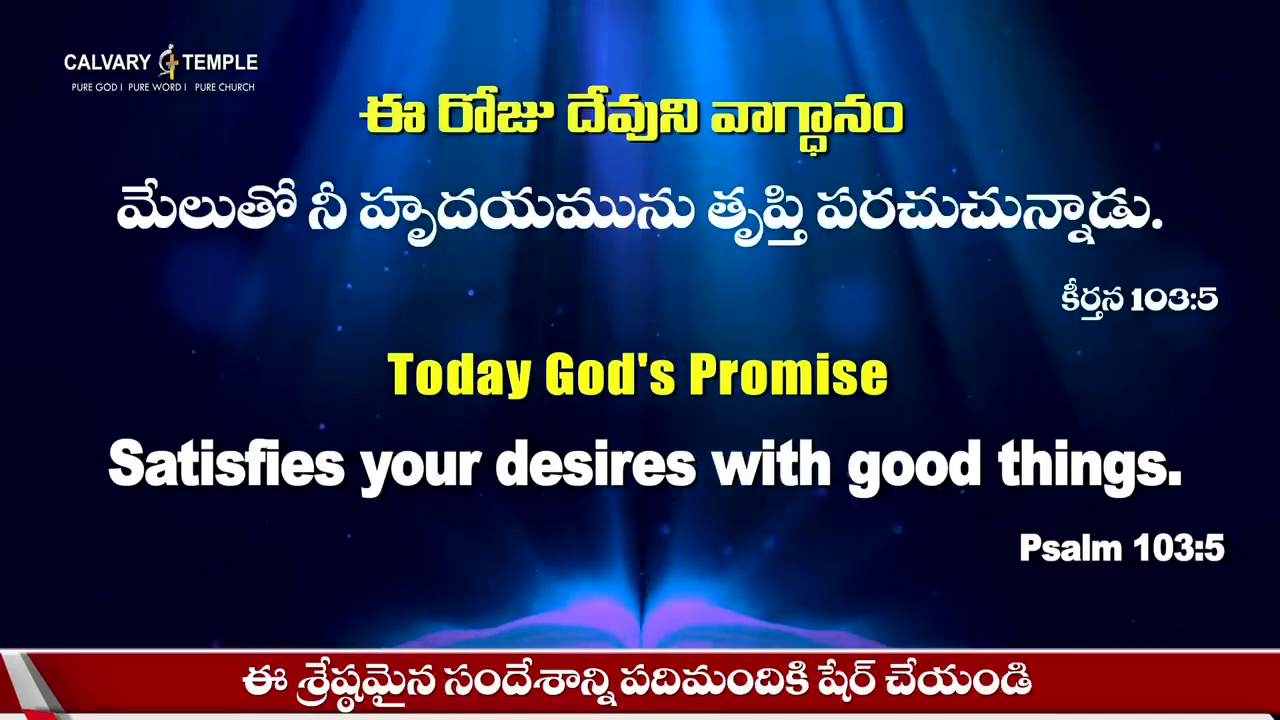 CALVARY TEMPLE
PURE GOD | PURE WORD | PURE CHURCH
ఈ రోజు దేవుని వాగ్ధానం
మేలుతో నీ హృదయమును తృప్తి పరచుచున్నాడు.
కీర్తన 103:5
Today God's Promise
Satisfies your desires with good things.
Psalm 103:5
ఈ శ్రేష్ఠమైన సందేశాన్ని పదిమందికి షేర్ చేయండి